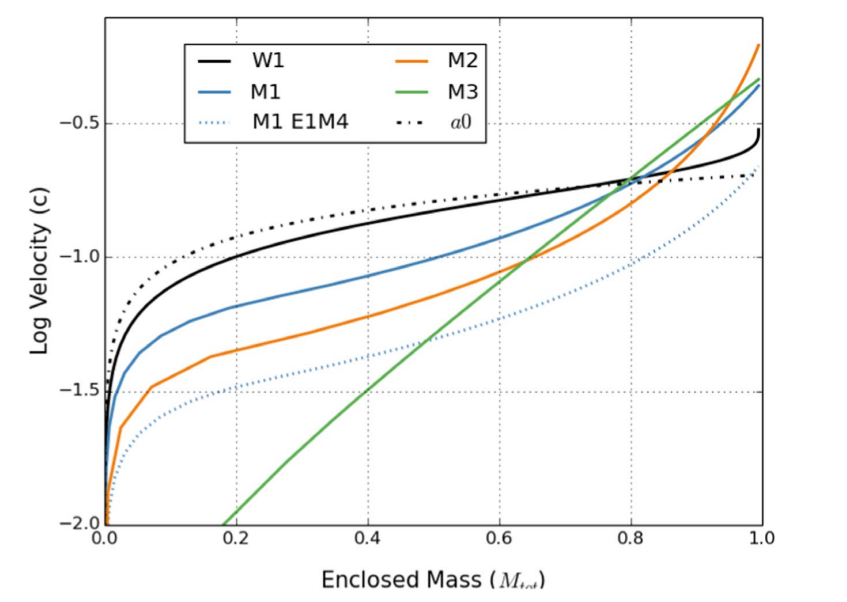 W1 M2
M1 M3
M1 E1M4 a0
−0.5
−1.0
−1.5
−2.0
Log Velocity (c)
0.0 0.2 0.4 0.6 0.8 1.0
Enclosed Mass (M_tot)